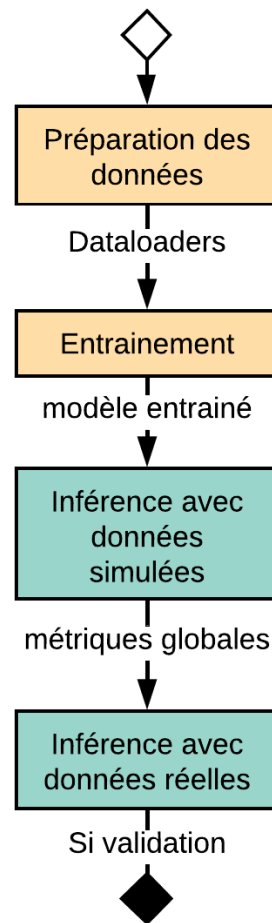 Préparation des
données
Dataloaders
Entrainement
modèle entrainé
Inférence avec
données
simulées
métriques globales
Inférence avec
données réelles
Si validation